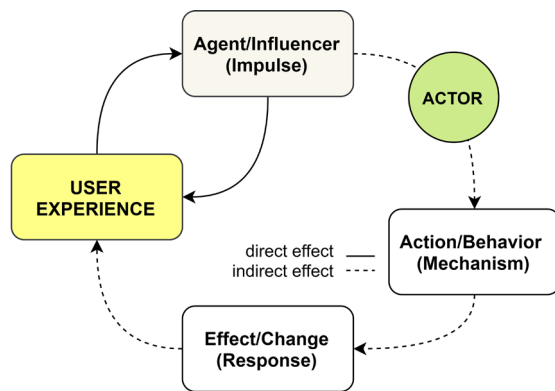 Agent/Influencer
(Impulse)
ACTOR
USER
EXPERIENCE
Action/Behavior
(Mechanism)
direct effect
indirect effect
Effect/Change
(Response)